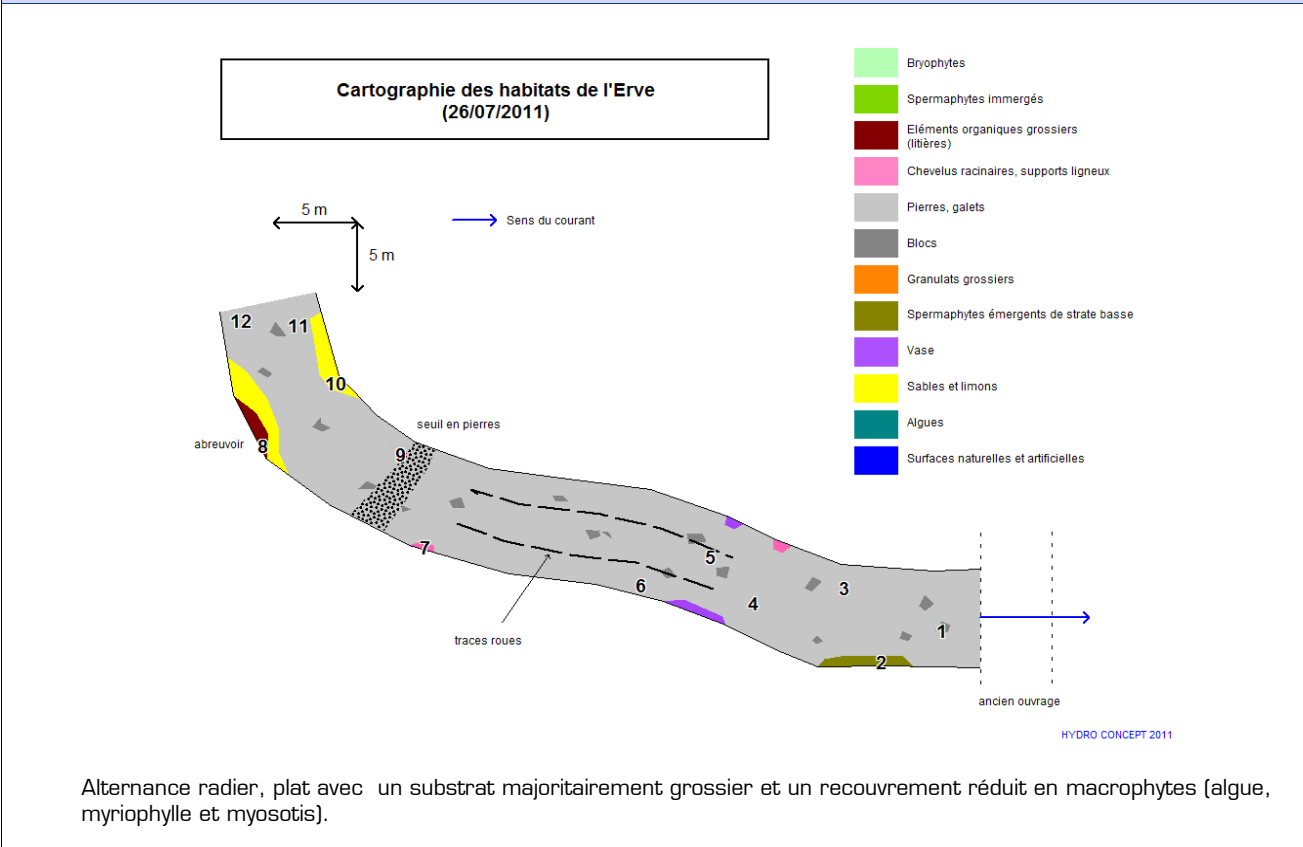 Cartographie des habitats de l'Erve
(26/07/2011)
Bryophytes
Spermaphytes immergés
Eléments organiques grossiers
(litières)
Chevelus racinaires, supports ligneux
Pierres, galets
Blocs
Granulats grossiers
Spermaphytes émergents de strate basse
Vase
Sables et limons
Algues
Surfaces naturelles et artificielles
5 m
Sens du courant
5 m
12
11
10
seuil en pierres
abreuvoir
8
9
7
5
6
4
3
1
2
traces roues
ancien ouvrage
HYDRO CONCEPT 2011
Alternance radier, plat avec un substrat majoritairement grossier et un recouvrement réduit en macrophytes (algue,
myriophylle et myosotis).